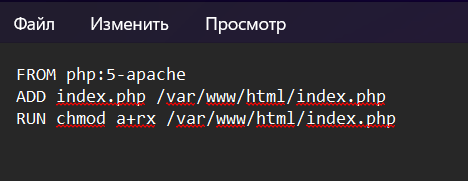 Файл Изменить Просмотр
FROM php:5-apache
ADD index.php /var/www/html/index.php
RUN chmod a+rx /var/www/html/index.php